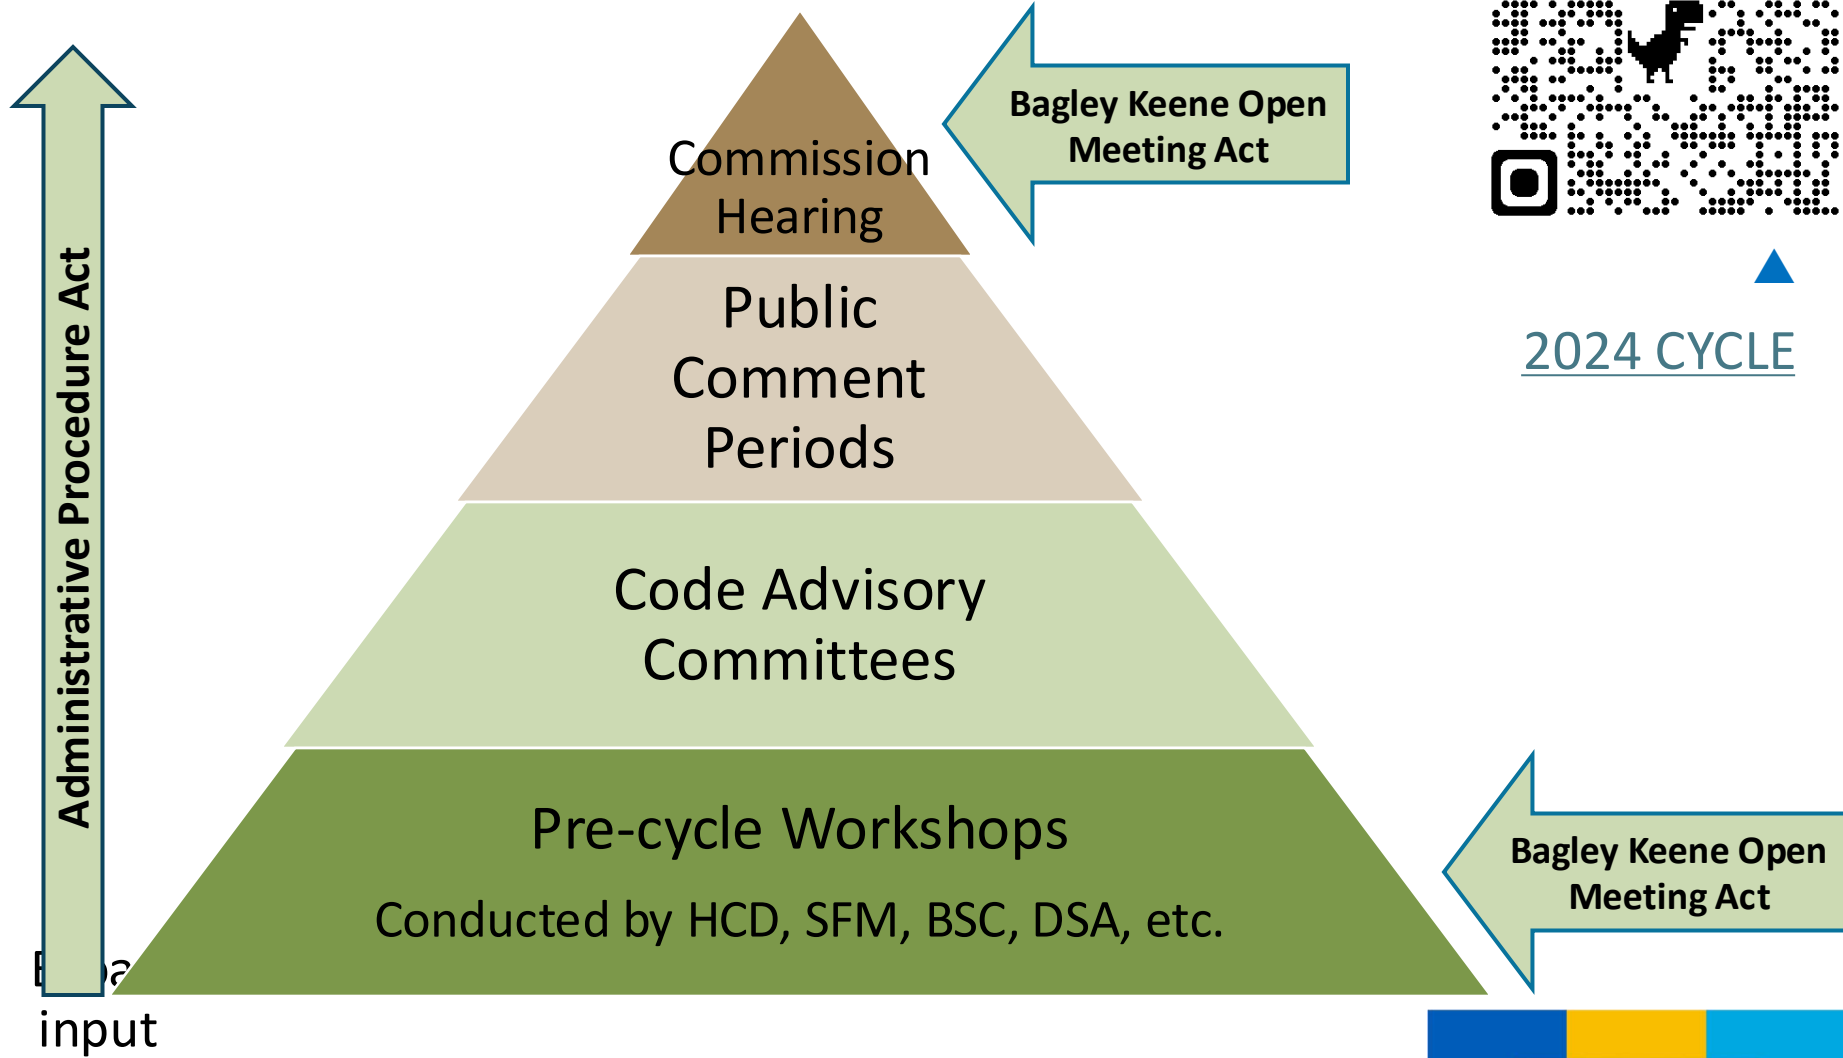 Bagley Keene Open
Meeting Act
Commission
Hearing
Public
Comment
Periods
2024 CYCLE
Code Advisory
Committees
Administrative Procedure Act
Pre-cycle Workshops
Conducted by HCD, SFM, BSC, DSA, etc.
Bagley Keene Open
Meeting Act
input